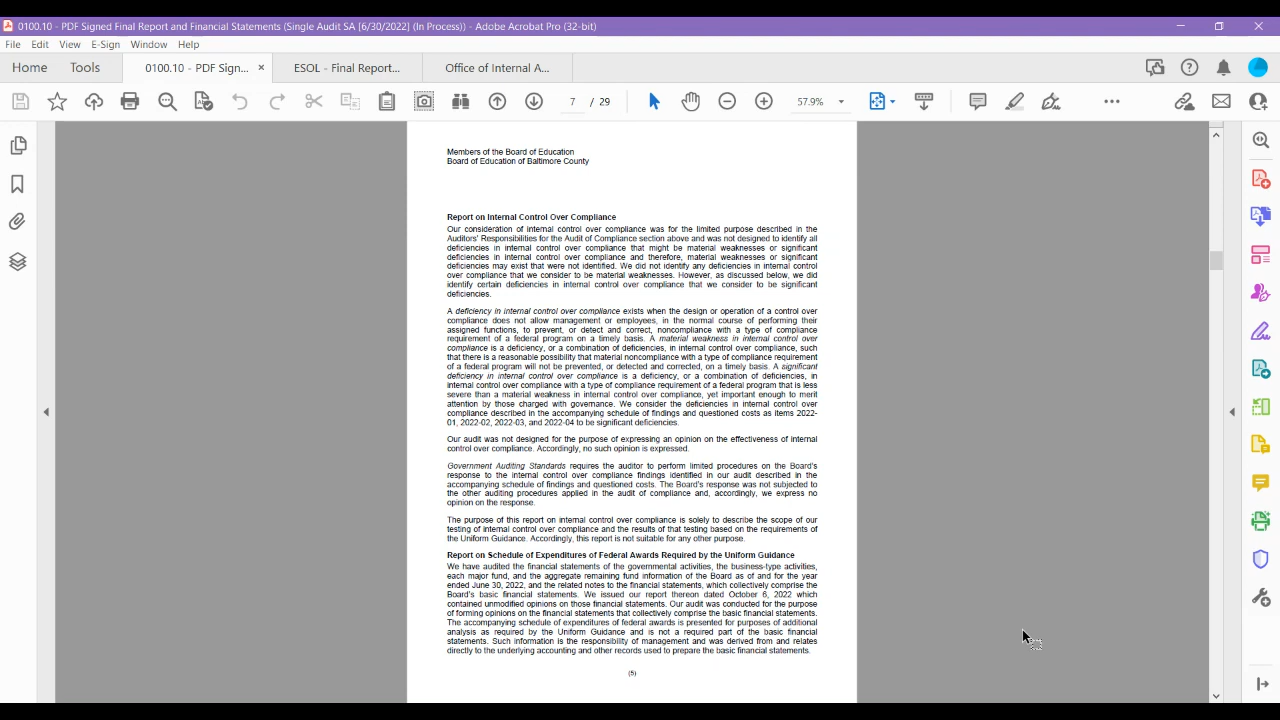 0100.10 - PDF Signed Final Report and Financial Statements (Single Audit SA [6/30/2022] (In Process)) - Adobe Acrobat Pro (32-bit)
File Edit View E-Sign Window Help
Home Tools 0100.10 - PDF Sign... × ESOL - Final Report... Office of Internal A...
7 / 29 57.9%
Members of the Board of Education
Board of Education of Baltimore County
Report on Internal Control Over Compliance
Our consideration of internal control over compliance was for the limited purpose described in the
Auditors' Responsibilities for the Audit of Compliance section above and was not designed to identify all
deficiencies in internal control over compliance that might be material weaknesses or significant
deficiencies in internal control over compliance and therefore, material weaknesses or significant
deficiencies may exist that were not identified. We did not identify any deficiencies in internal control
over compliance that we consider to be material weaknesses. However, as discussed below, we did
identify certain deficiencies in internal control over compliance that we consider to be significant
deficiencies.
A deficiency in internal control over compliance exists when the design or operation of a control over
compliance does not allow management or employees, in the normal course of performing their
assigned functions, to prevent, or detect and correct, noncompliance with a type of compliance
requirement of a federal program on a timely basis. A material weakness in internal control over
compliance is a deficiency, or a combination of deficiencies, in internal control over compliance, such
that there is a reasonable possibility that material noncompliance with a type of compliance requirement
of a federal program will not be prevented, or detected and corrected, on a timely basis. A significant
deficiency in internal control over compliance is a deficiency, or a combination of deficiencies, in
internal control over compliance with a type of compliance requirement of a federal program that is less
severe than a material weakness in internal control over compliance, yet important enough to merit
attention by those charged with governance. We consider the deficiencies in internal control over
compliance described in the accompanying schedule of findings and questioned costs as items 2022-
01, 2022-02, 2022-03, and 2022-04 to be significant deficiencies.
Our audit was not designed for the purpose of expressing an opinion on the effectiveness of internal
control over compliance. Accordingly, no such opinion is expressed.
Government Auditing Standards requires the auditor to perform limited procedures on the Board's
response to the internal control over compliance findings identified in our audit described in the
accompanying schedule of findings and questioned costs. The Board's response was not subjected to
the other auditing procedures applied in the audit of compliance and, accordingly, we express no
opinion on the response.
The purpose of this report on internal control over compliance is solely to describe the scope of our
testing of internal control over compliance and the results of that testing based on the requirements of
the Uniform Guidance. Accordingly, this report is not suitable for any other purpose.
Report on Schedule of Expenditures of Federal Awards Required by the Uniform Guidance
We have audited the financial statements of the governmental activities, the business-type activities,
each major fund, and the aggregate remaining fund information of the Board as of and for the year
ended June 30, 2022, and the related notes to the financial statements, which collectively comprise the
Board's basic financial statements. We issued our report thereon dated October 6, 2022 which
contained unmodified opinions on those financial statements. Our audit was conducted for the purpose
of forming opinions on the financial statements that collectively comprise the basic financial statements.
The accompanying schedule of expenditures of federal awards is presented for purposes of additional
analysis as required by the Uniform Guidance and is not a required part of the basic financial
statements. Such information is the responsibility of management and was derived from and relates
directly to the underlying accounting and other records used to prepare the basic financial statements.
(5)